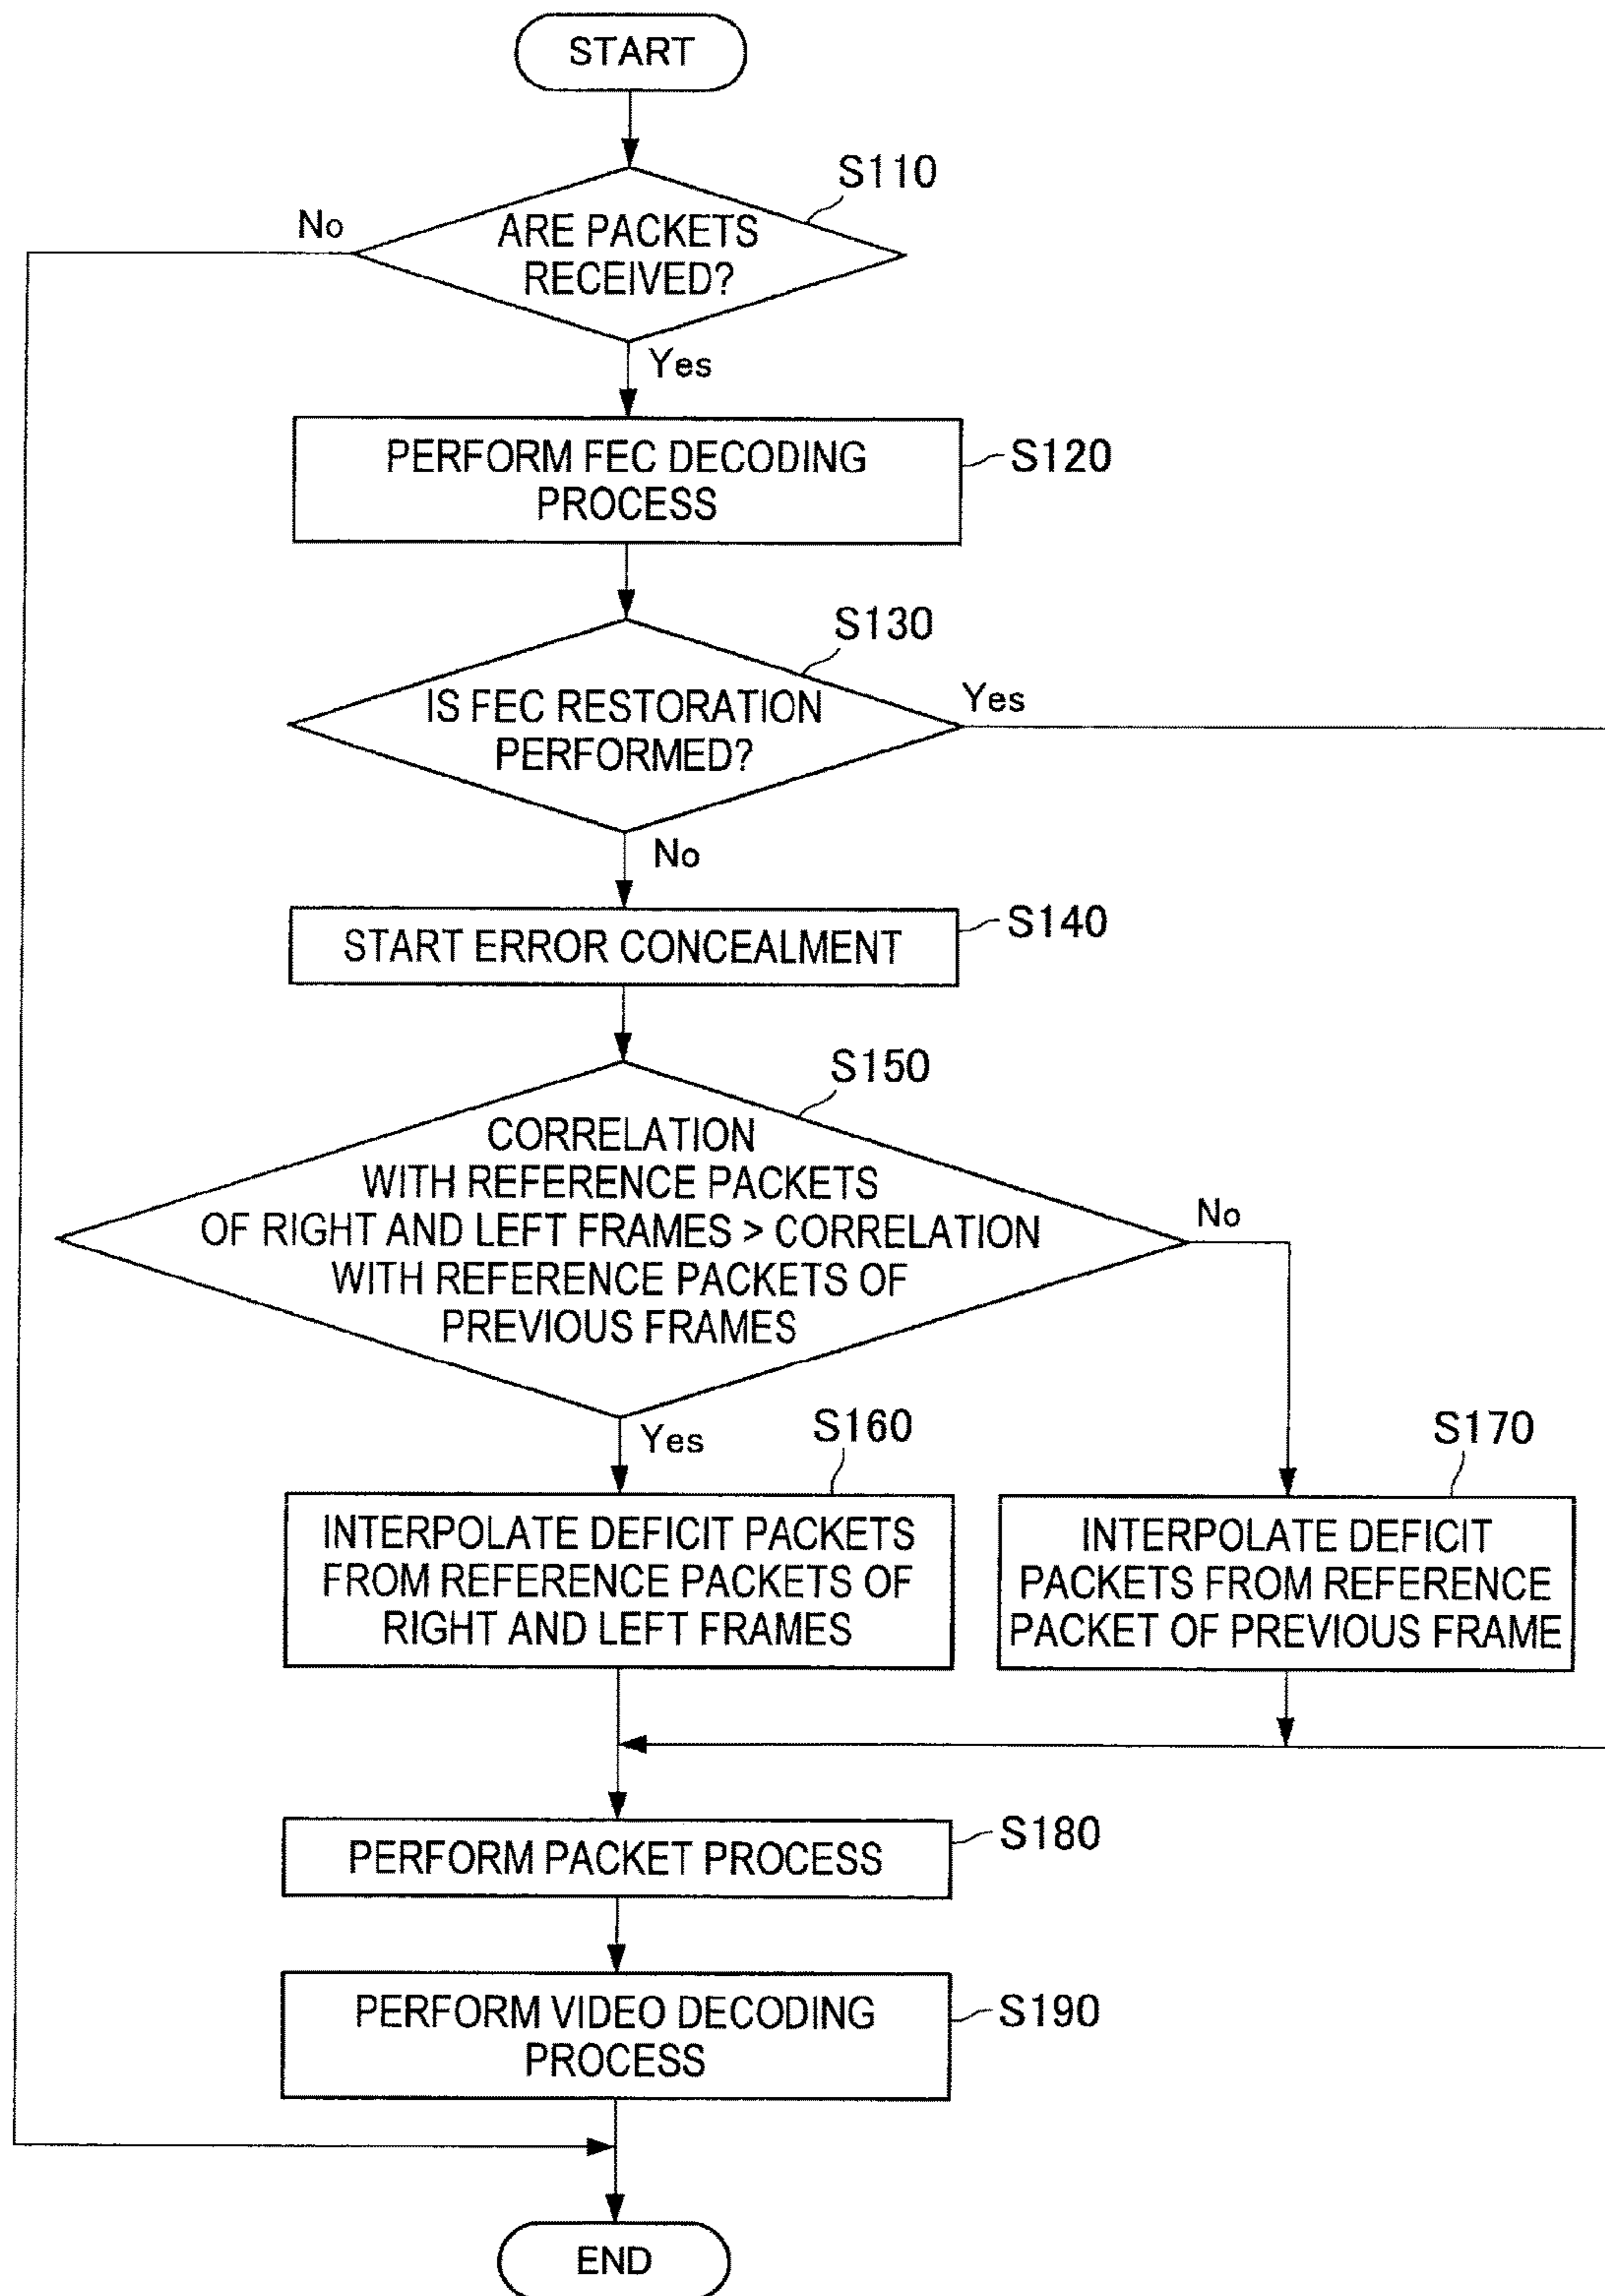 START
S110
No
ARE PACKETS
RECEIVED?
Yes
PERFORM FEC DECODING
PROCESS
S120
S130
IS FEC RESTORATION
PERFORMED?
Yes
No
START ERROR CONCEALMENT
S140
S150
CORRELATION
WITH REFERENCE PACKETS
OF RIGHT AND LEFT FRAMES > CORRELATION
WITH REFERENCE PACKETS OF
PREVIOUS FRAMES
No
Yes
S160
S170
INTERPOLATE DEFICIT PACKETS
FROM REFERENCE PACKETS OF
RIGHT AND LEFT FRAMES
INTERPOLATE DEFICIT
PACKETS FROM REFERENCE
PACKET OF PREVIOUS FRAME
PERFORM PACKET PROCESS
S180
PERFORM VIDEO DECODING
PROCESS
S190
END